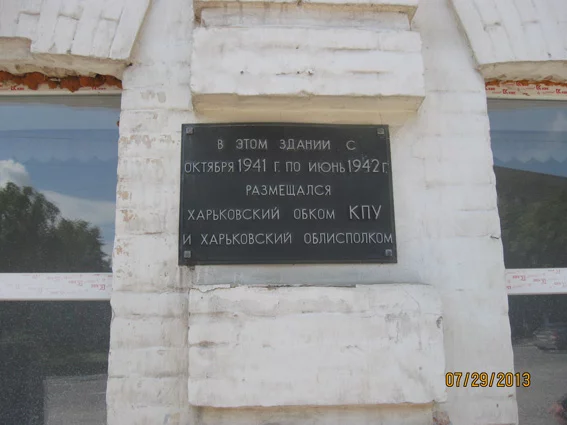 В ЭТОМ ЗДАНИИ С
ОКТЯБРЯ 1941 Г. ПО ИЮНЬ 1942 Г.
РАЗМЕЩАЛСЯ
ХАРЬКОВСКИЙ ОБКОМ КПУ
И ХАРЬКОВСКИЙ ОБЛИСПОЛКОМ
07/29/2013